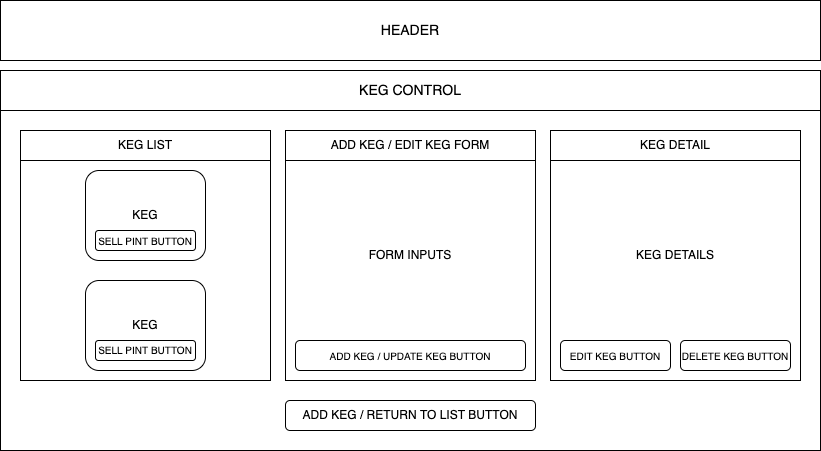 HEADER
KEG CONTROL
KEG LIST
KEG
SELL PINT BUTTON
KEG
SELL PINT BUTTON
ADD KEG / EDIT KEG FORM
FORM INPUTS
ADD KEG / UPDATE KEG BUTTON
KEG DETAIL
KEG DETAILS
EDIT KEG BUTTON
DELETE KEG BUTTON
ADD KEG / RETURN TO LIST BUTTON